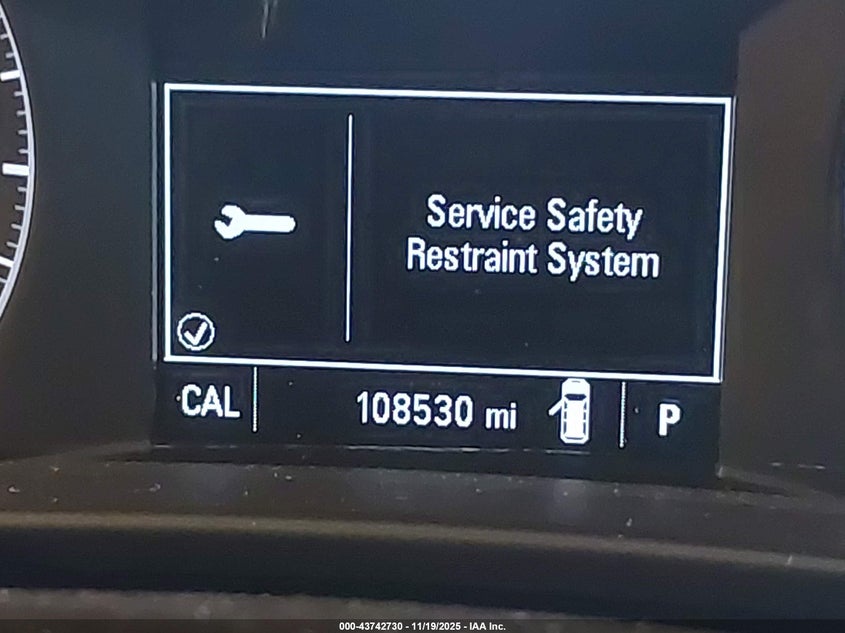 Service Safety
Restraint System
CAL 108530 mi P
000-43742730 - 11/19/2025 - IAA Inc.